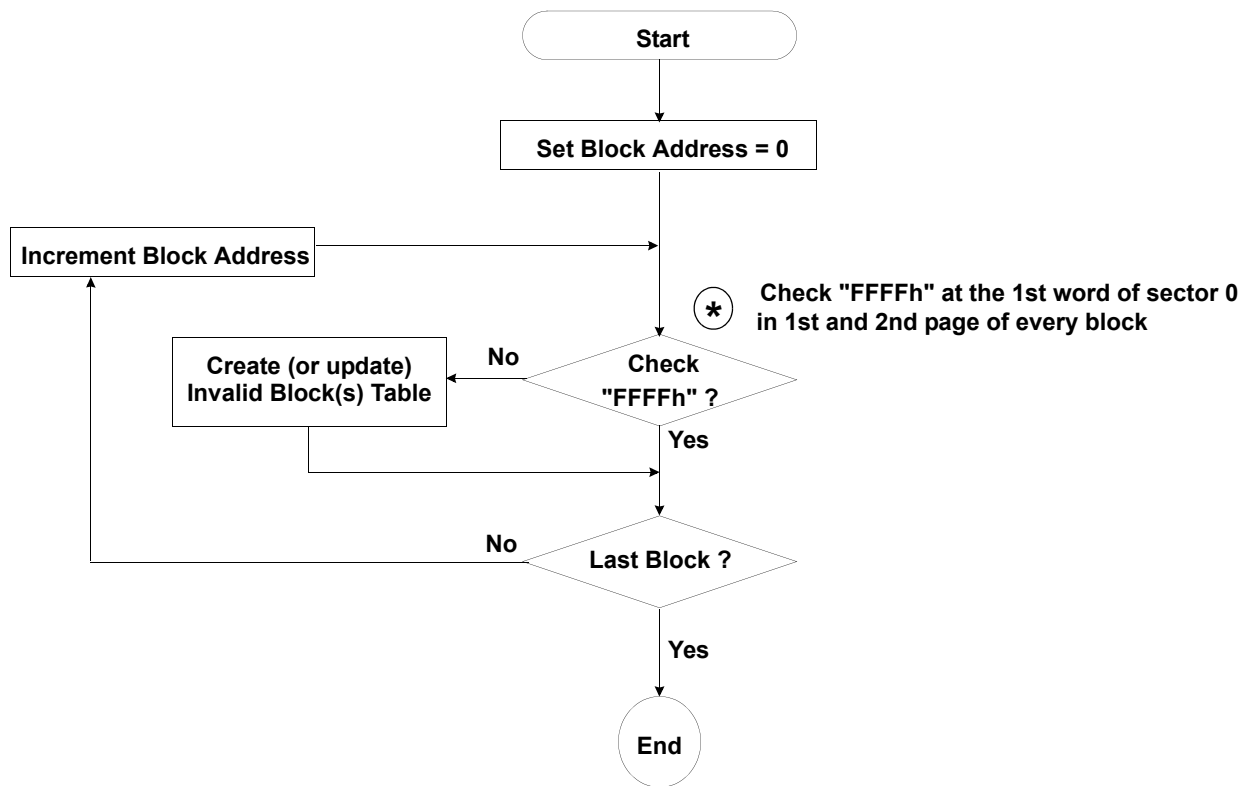 Start
Set Block Address = 0
Increment Block Address
* Check "FFFFh" at the 1st word of sector 0
in 1st and 2nd page of every block
No
Create (or update)
Invalid Block(s) Table
Check
"FFFFh" ?
Yes
No
Last Block ?
Yes
End